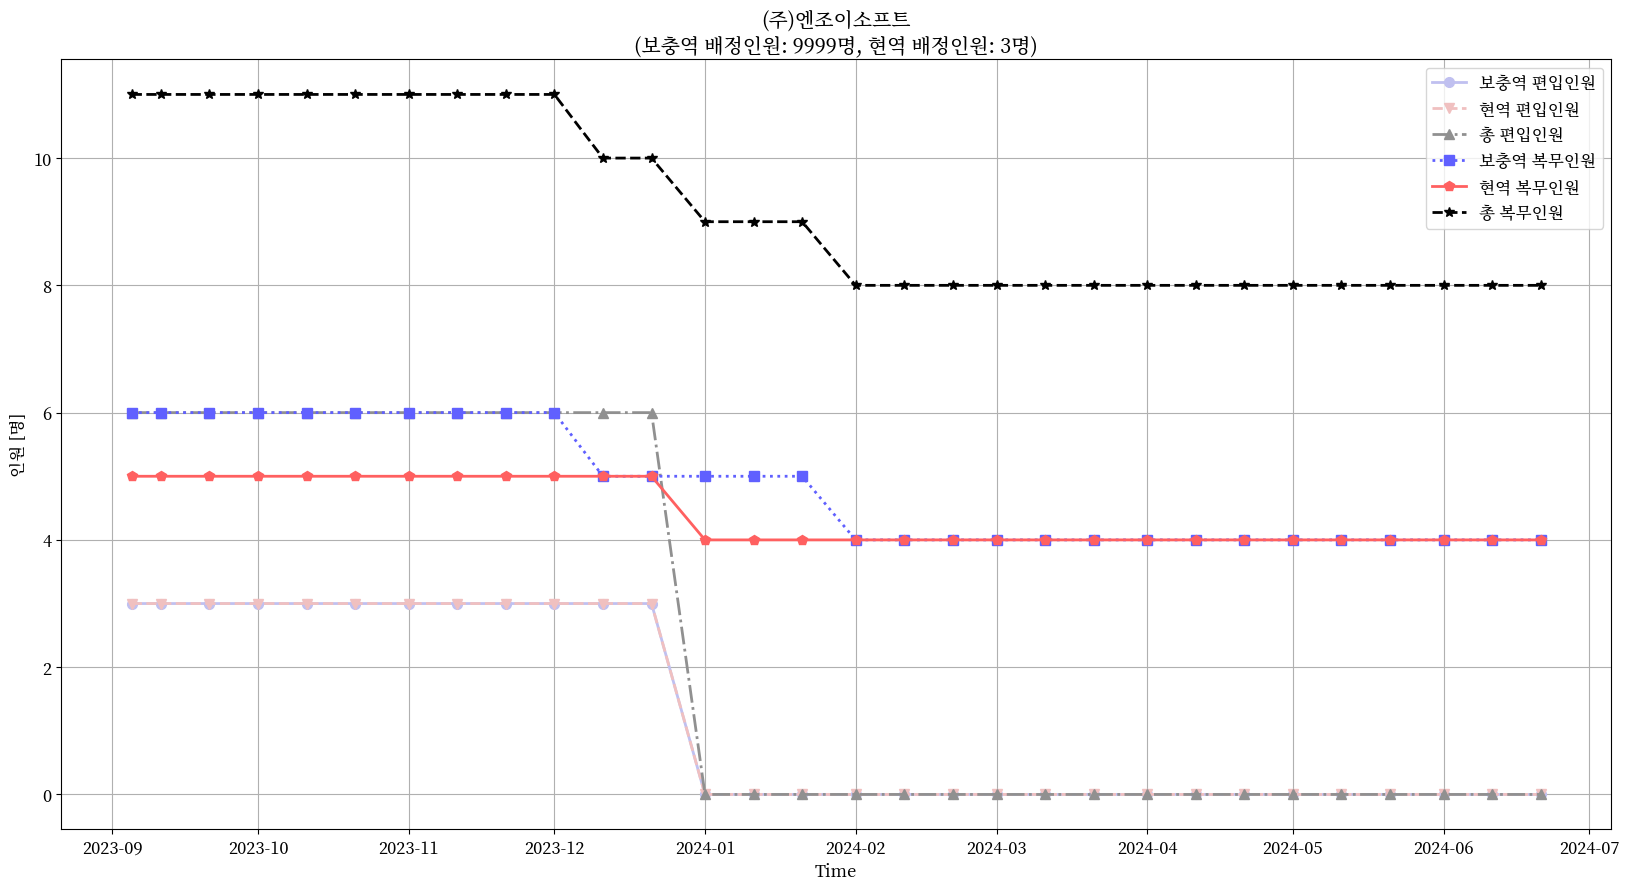 (주)엔조이소프트
(보충역 배정인원: 9999명, 현역 배정인원: 3명)
보충역 편입인원
현역 편입인원
총 편입인원
보충역 복무인원
현역 복무인원
총 복무인원
인원 [명]
10
8
6
4
2
0
2023-09 2023-10 2023-11 2023-12 2024-01 2024-02 2024-03 2024-04 2024-05 2024-06 2024-07
Time